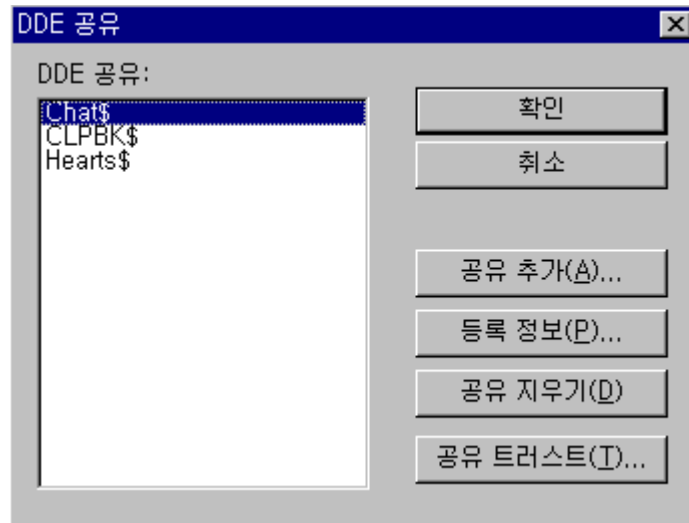 DDE 공유
DDE 공유:
Chat$
CLPBK$
Hearts$
확인
취소
공유 추가(A)...
등록 정보(P)...
공유 지우기(D)
공유 트러스트(T)...